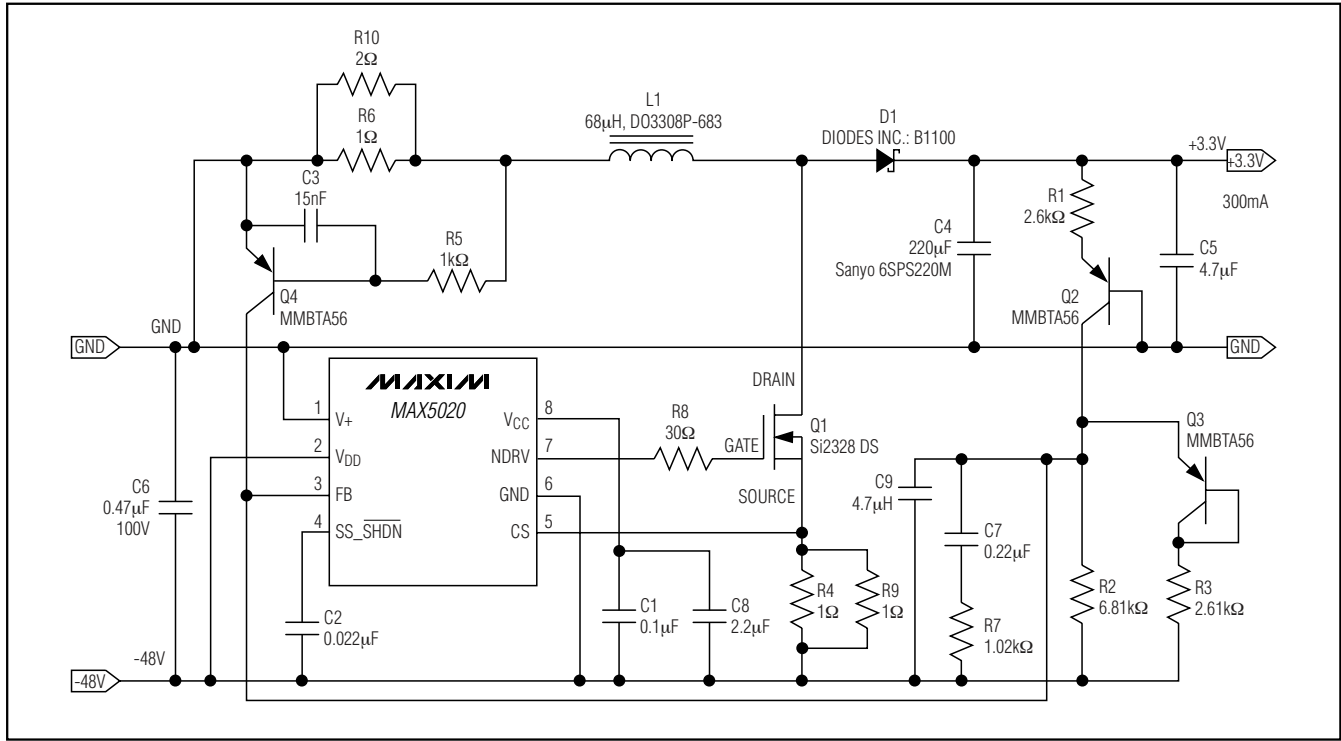 R10
2Ω
R6
1Ω
C3
15nF
R5
1kΩ
Q4
MMBTA56
L1
68μH, DO3308P-683
D1
DIODES INC.: B1100
+3.3V
+3.3V
300mA
R1
2.6kΩ
C4
220μF
Sanyo 6SPS220M
C5
4.7μF
Q2
MMBTA56
GND
GND
GND
MAXIM
MAX5020
1 V+
2 VDD
3 FB
4 SS_SHDN
8 VCC
7 NDRV
6 GND
5 CS
C6
0.47μF
100V
R8
30Ω
DRAIN
GATE
SOURCE
Q1
Si2328 DS
Q3
MMBTA56
C9
4.7μH
C7
0.22μF
R7
1.02kΩ
R2
6.81kΩ
R3
2.61kΩ
R4
1Ω
R9
1Ω
C2
0.022μF
C1
0.1μF
C8
2.2μF
-48V
-48V